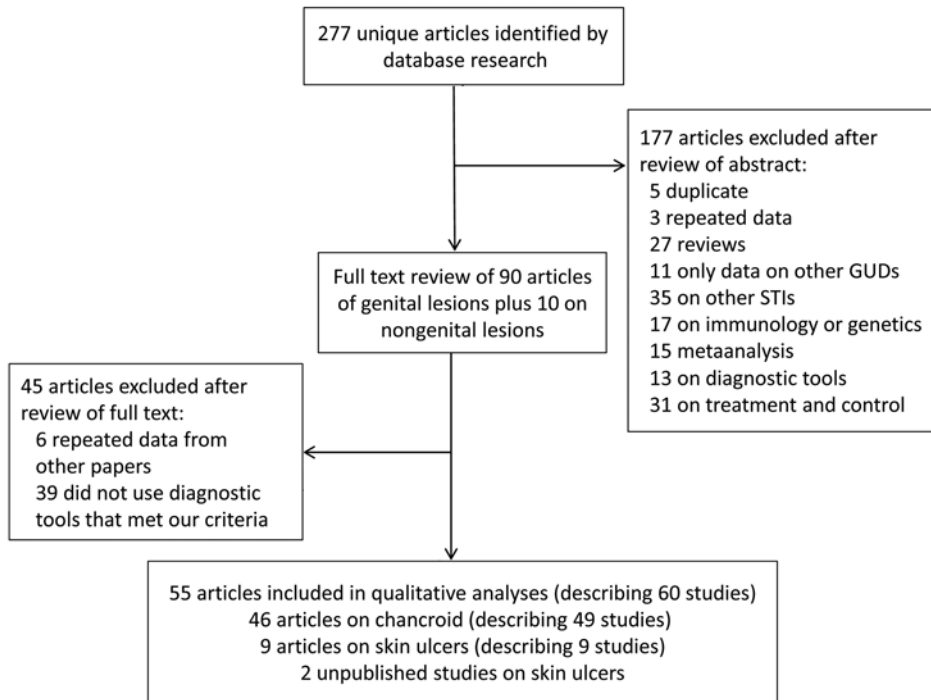 277 unique articles identified by
database research
177 articles excluded after
review of abstract:
5 duplicate
3 repeated data
27 reviews
11 only data on other GUDs
35 on other STIs
17 on immunology or genetics
15 metaanalysis
13 on diagnostic tools
31 on treatment and control
Full text review of 90 articles
of genital lesions plus 10 on
nongenital lesions
45 articles excluded after
review of full text:
6 repeated data from
other papers
39 did not use diagnostic
tools that met our criteria
55 articles included in qualitative analyses (describing 60 studies)
46 articles on chancroid (describing 49 studies)
9 articles on skin ulcers (describing 9 studies)
2 unpublished studies on skin ulcers